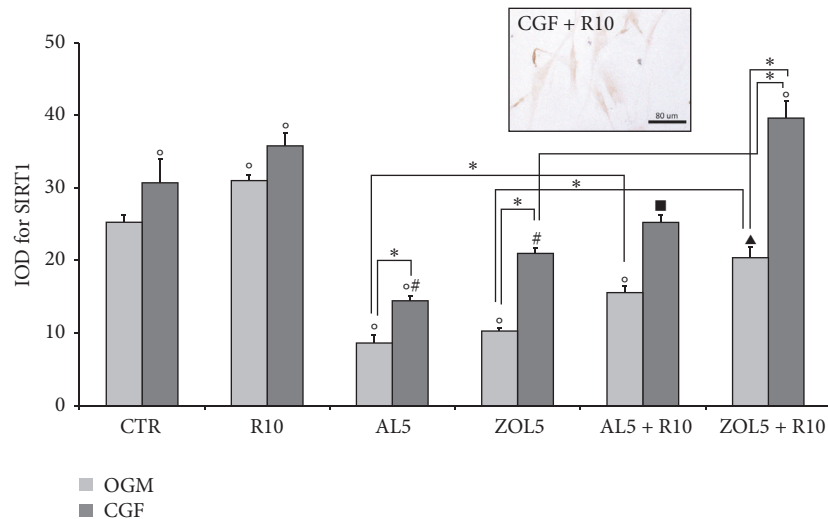 CGF + R10
80 um
IOD for SIRT1
50
40
30
20
10
0
* * * * * *
# #
CTR R10 AL5 ZOL5 AL5 + R10 ZOL5 + R10
OGM
CGF